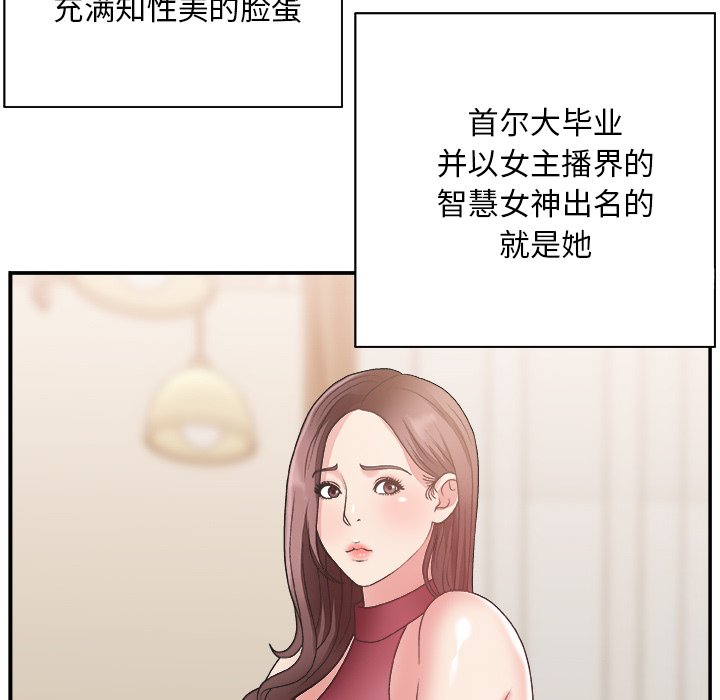 充满知性美的脸蛋
首尔大毕业
并以女主播界的
智慧女神出名的
就是她